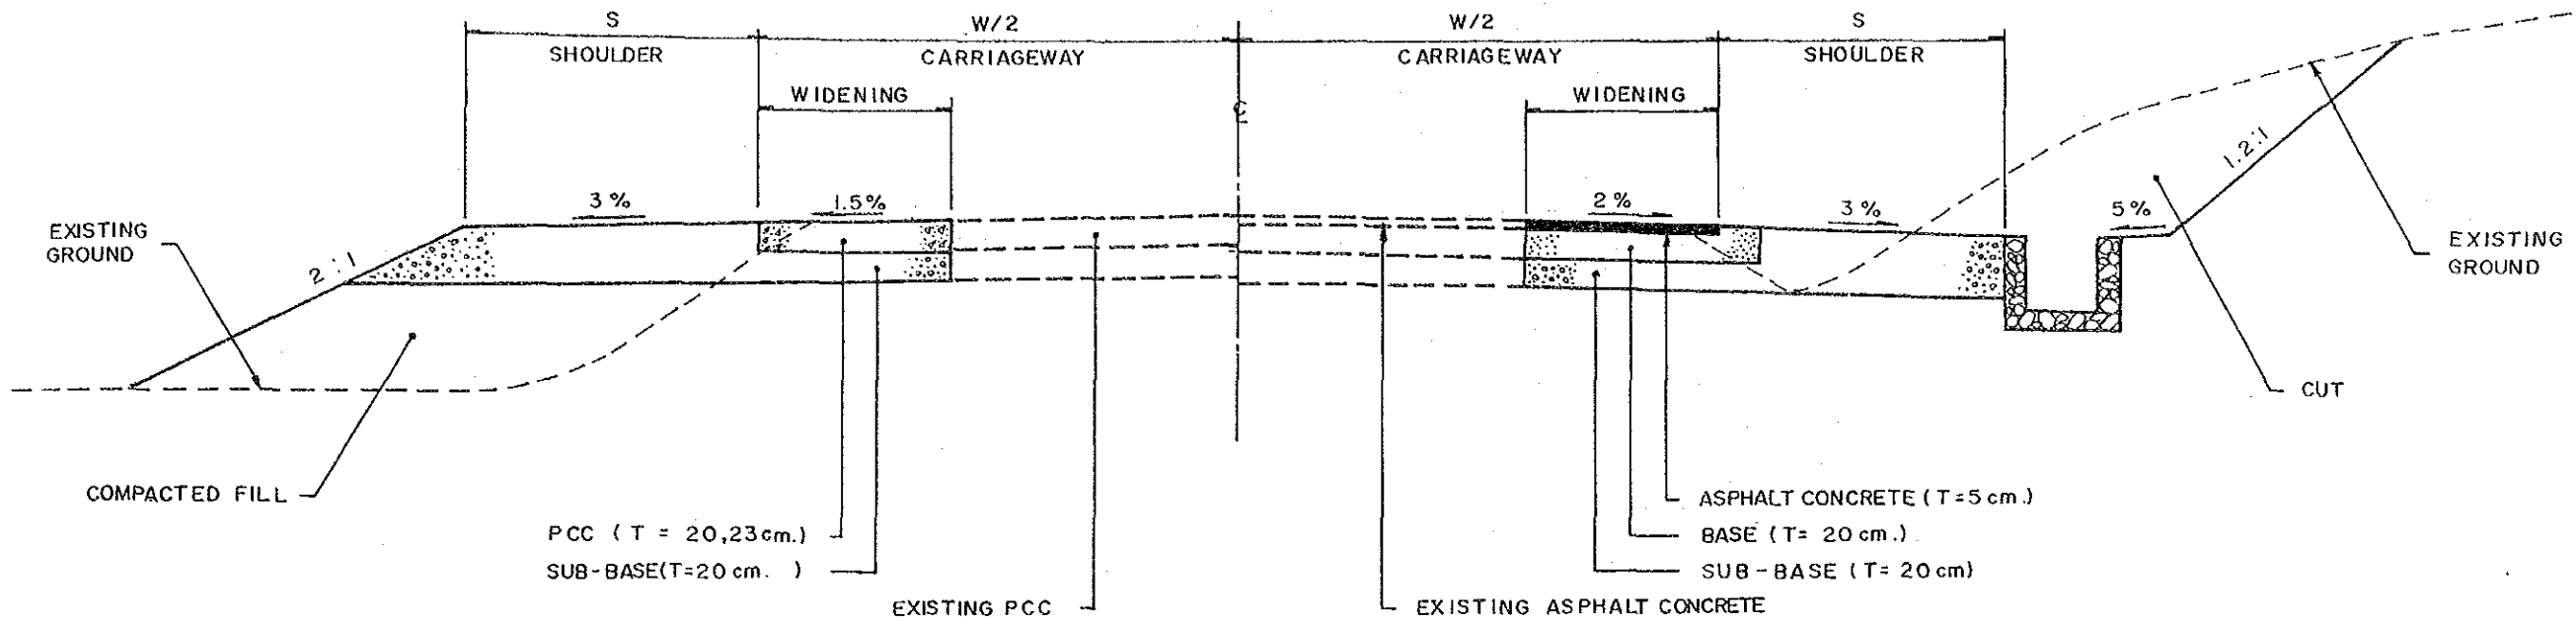 S
W/2
W/2
S
SHOULDER
CARRIAGEWAY
CARRIAGEWAY
SHOULDER
WIDENING
WIDENING
℄
1.2:1
3%
1.5%
2%
3%
5%
EXISTING
GROUND
EXISTING
GROUND
2:1
CUT
COMPACTED FILL
ASPHALT CONCRETE (T=5 cm.)
PCC (T = 20,23cm.)
BASE (T= 20 cm.)
SUB-BASE(T=20 cm. )
SUB-BASE (T= 20 cm)
EXISTING PCC
EXISTING ASPHALT CONCRETE